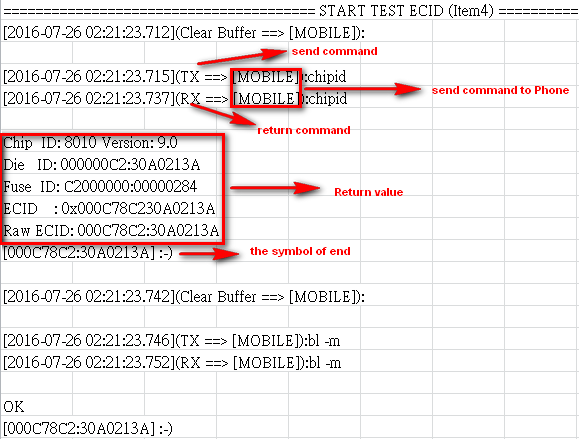 ======================================== START TEST ECID (Item4) ==========
[2016-07-26 02:21:23.712](Clear Buffer ==> [MOBILE]):
send command
[2016-07-26 02:21:23.715](TX ==> [MOBILE]):chipid
send command to Phone
[2016-07-26 02:21:23.737](RX ==> [MOBILE]):chipid
return command
Chip  ID: 8010 Version: 9.0
Die   ID: 000000C2:30A0213A
Fuse  ID: C2000000:00000284
Return value
ECID    : 0x000C78C230A0213A
Raw ECID: 000C78C2:30A0213A
[000C78C2:30A0213A] :-)
the symbol of end
[2016-07-26 02:21:23.742](Clear Buffer ==> [MOBILE]):
[2016-07-26 02:21:23.746](TX ==> [MOBILE]):bl -m
[2016-07-26 02:21:23.752](RX ==> [MOBILE]):bl -m
OK
[000C78C2:30A0213A] :-)